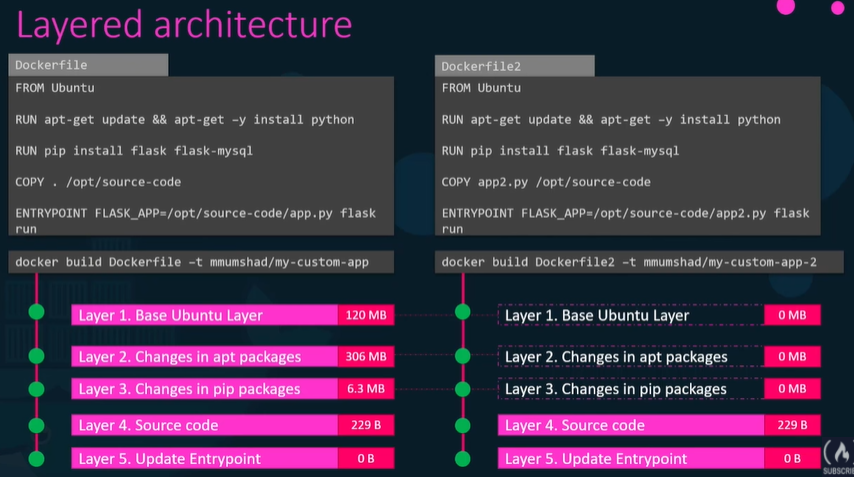 Layered architecture
Dockerfile
FROM Ubuntu
RUN apt-get update && apt-get –y install python
RUN pip install flask flask-mysql
COPY . /opt/source-code
ENTRYPOINT FLASK_APP=/opt/source-code/app.py flask
run
docker build Dockerfile –t mmumshad/my-custom-app
Layer 1. Base Ubuntu Layer 120 MB
Layer 2. Changes in apt packages 306 MB
Layer 3. Changes in pip packages 6.3 MB
Layer 4. Source code 229 B
Layer 5. Update Entrypoint 0 B
Dockerfile2
FROM Ubuntu
RUN apt-get update && apt-get –y install python
RUN pip install flask flask-mysql
COPY app2.py /opt/source-code
ENTRYPOINT FLASK_APP=/opt/source-code/app2.py flask
run
docker build Dockerfile2 –t mmumshad/my-custom-app-2
Layer 1. Base Ubuntu Layer 0 MB
Layer 2. Changes in apt packages 0 MB
Layer 3. Changes in pip packages 0 MB
Layer 4. Source code 229 B
Layer 5. Update Entrypoint 0 B
SUBSCRIB